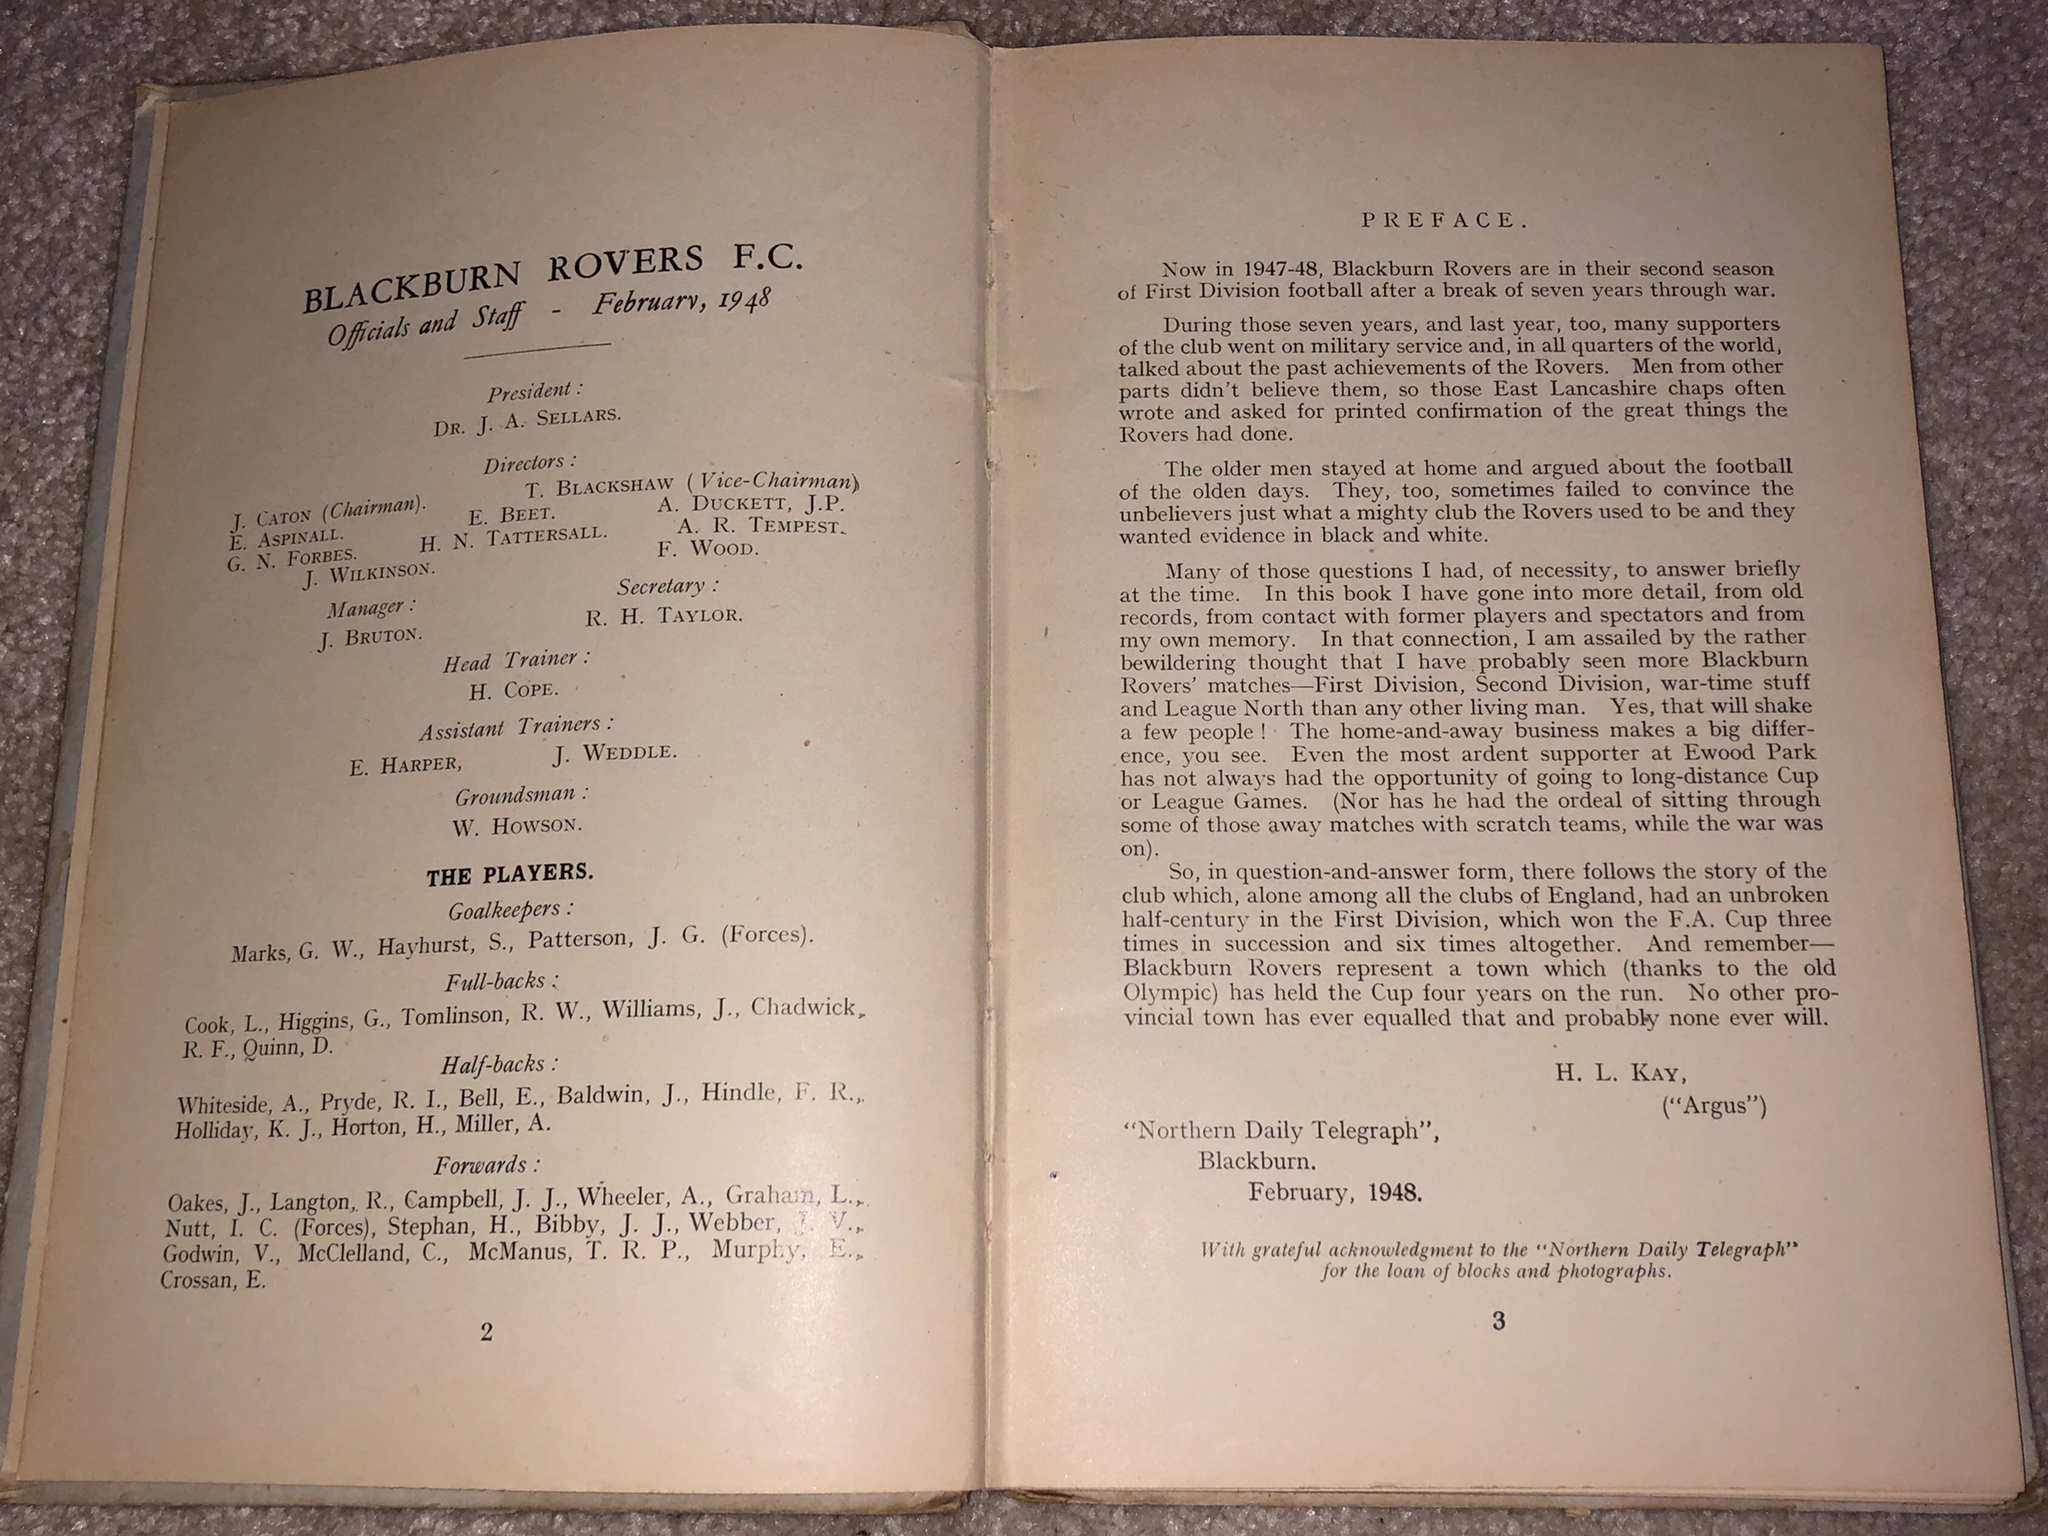 BLACKBURN ROVERS F.C.
Officials and Staff - February, 1948
President :
DR. J. A. SELLARS.
Directors :
J. CATON (Chairman). T. BLACKSHAW (Vice-Chairman)
E. ASPINALL. E. BEET. A. DUCKETT, J.P.
G. N. FORBES. H. N. TATTERSALL. A. R. TEMPEST.
J. WILKINSON. F. WOOD.
Manager : Secretary :
J. BRUTON. R. H. TAYLOR.
Head Trainer :
H. COPE.
Assistant Trainers :
E. HARPER, J. WEDDLE.
Groundsman :
W. HOWSON.
THE PLAYERS.
Goalkeepers :
Marks, G. W., Hayhurst, S., Patterson, J. G. (Forces).
Full-backs :
Cook, L., Higgins, G., Tomlinson, R. W., Williams, J., Chadwick,
R. F., Quinn, D.
Half-backs :
Whiteside, A., Pryde, R. I., Bell, E., Baldwin, J., Hindle, F. R.,
Holliday, K. J., Horton, H., Miller, A.
Forwards :
Oakes, J., Langton, R., Campbell, J. J., Wheeler, A., Graham, L.,
Nutt, I. C. (Forces), Stephan, H., Bibby, J. J., Webber, J. V.,
Godwin, V., McClelland, C., McManus, T. R. P., Murphy, E.,
Crossan, E.
2
PREFACE.
Now in 1947-48, Blackburn Rovers are in their second season
of First Division football after a break of seven years through war.
During those seven years, and last year, too, many supporters
of the club went on military service and, in all quarters of the world,
talked about the past achievements of the Rovers. Men from other
parts didn't believe them, so those East Lancashire chaps often
wrote and asked for printed confirmation of the great things the
Rovers had done.
The older men stayed at home and argued about the football
of the olden days. They, too, sometimes failed to convince the
unbelievers just what a mighty club the Rovers used to be and they
wanted evidence in black and white.
Many of those questions I had, of necessity, to answer briefly
at the time. In this book I have gone into more detail, from old
records, from contact with former players and spectators and from
my own memory. In that connection, I am assailed by the rather
bewildering thought that I have probably seen more Blackburn
Rovers' matches—First Division, Second Division, war-time stuff
and League North than any other living man. Yes, that will shake
a few people ! The home-and-away business makes a big differ-
ence, you see. Even the most ardent supporter at Ewood Park
has not always had the opportunity of going to long-distance Cup
or League Games. (Nor has he had the ordeal of sitting through
some of those away matches with scratch teams, while the war was
on).
So, in question-and-answer form, there follows the story of the
club which, alone among all the clubs of England, had an unbroken
half-century in the First Division, which won the F.A. Cup three
times in succession and six times altogether. And remember—
Blackburn Rovers represent a town which (thanks to the old
Olympic) has held the Cup four years on the run. No other pro-
vincial town has ever equalled that and probably none ever will.
H. L. KAY,
("Argus")
"Northern Daily Telegraph",
Blackburn.
February, 1948.
With grateful acknowledgment to the "Northern Daily Telegraph"
for the loan of blocks and photographs.
3